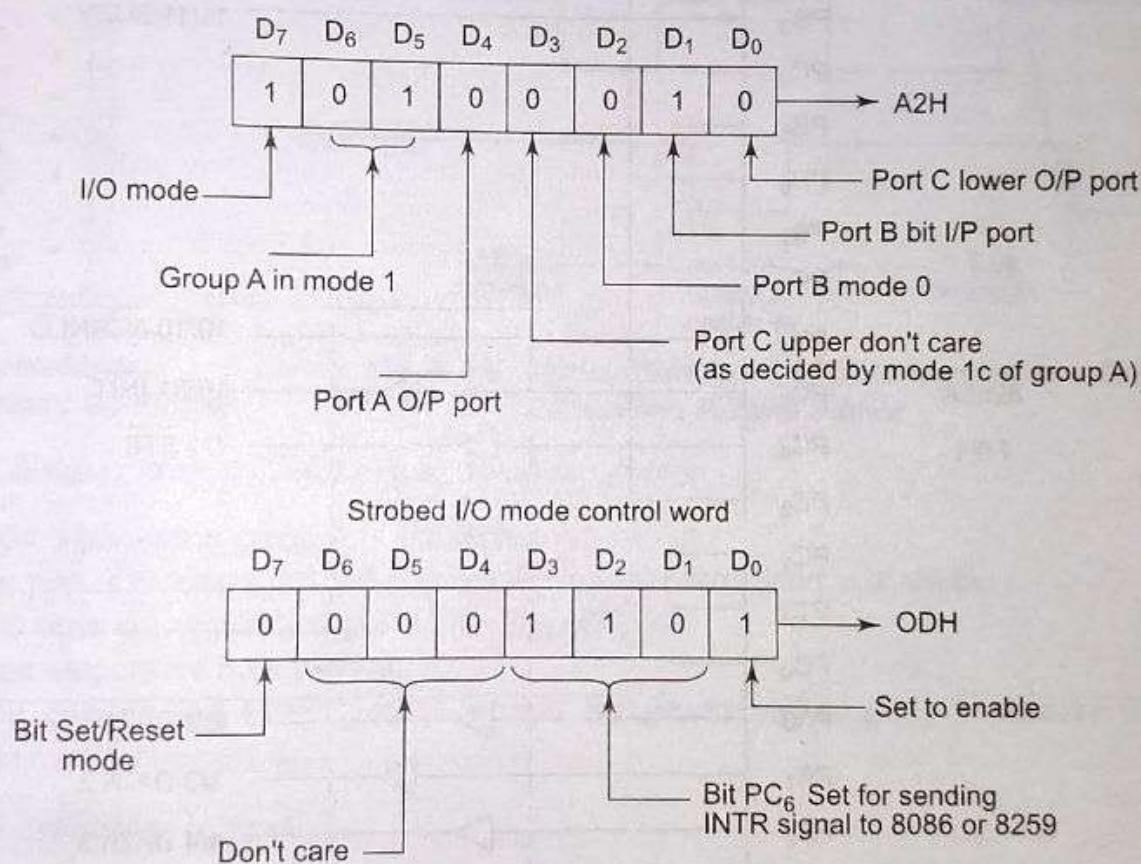 D7 D6 D5 D4 D3 D2 D1 D0
1 0 1 0 0 0 1 0 A2H
I/O mode
Port C lower O/P port
Port B bit I/P port
Group A in mode 1
Port B mode 0
Port C upper don't care
(as decided by mode 1c of group A)
Port A O/P port
Strobed I/O mode control word
D7 D6 D5 D4 D3 D2 D1 D0
0 0 0 0 1 1 0 1 ODH
Set to enable
Bit Set/Reset
mode
Bit PC6 Set for sending
INTR signal to 8086 or 8259
Don't care